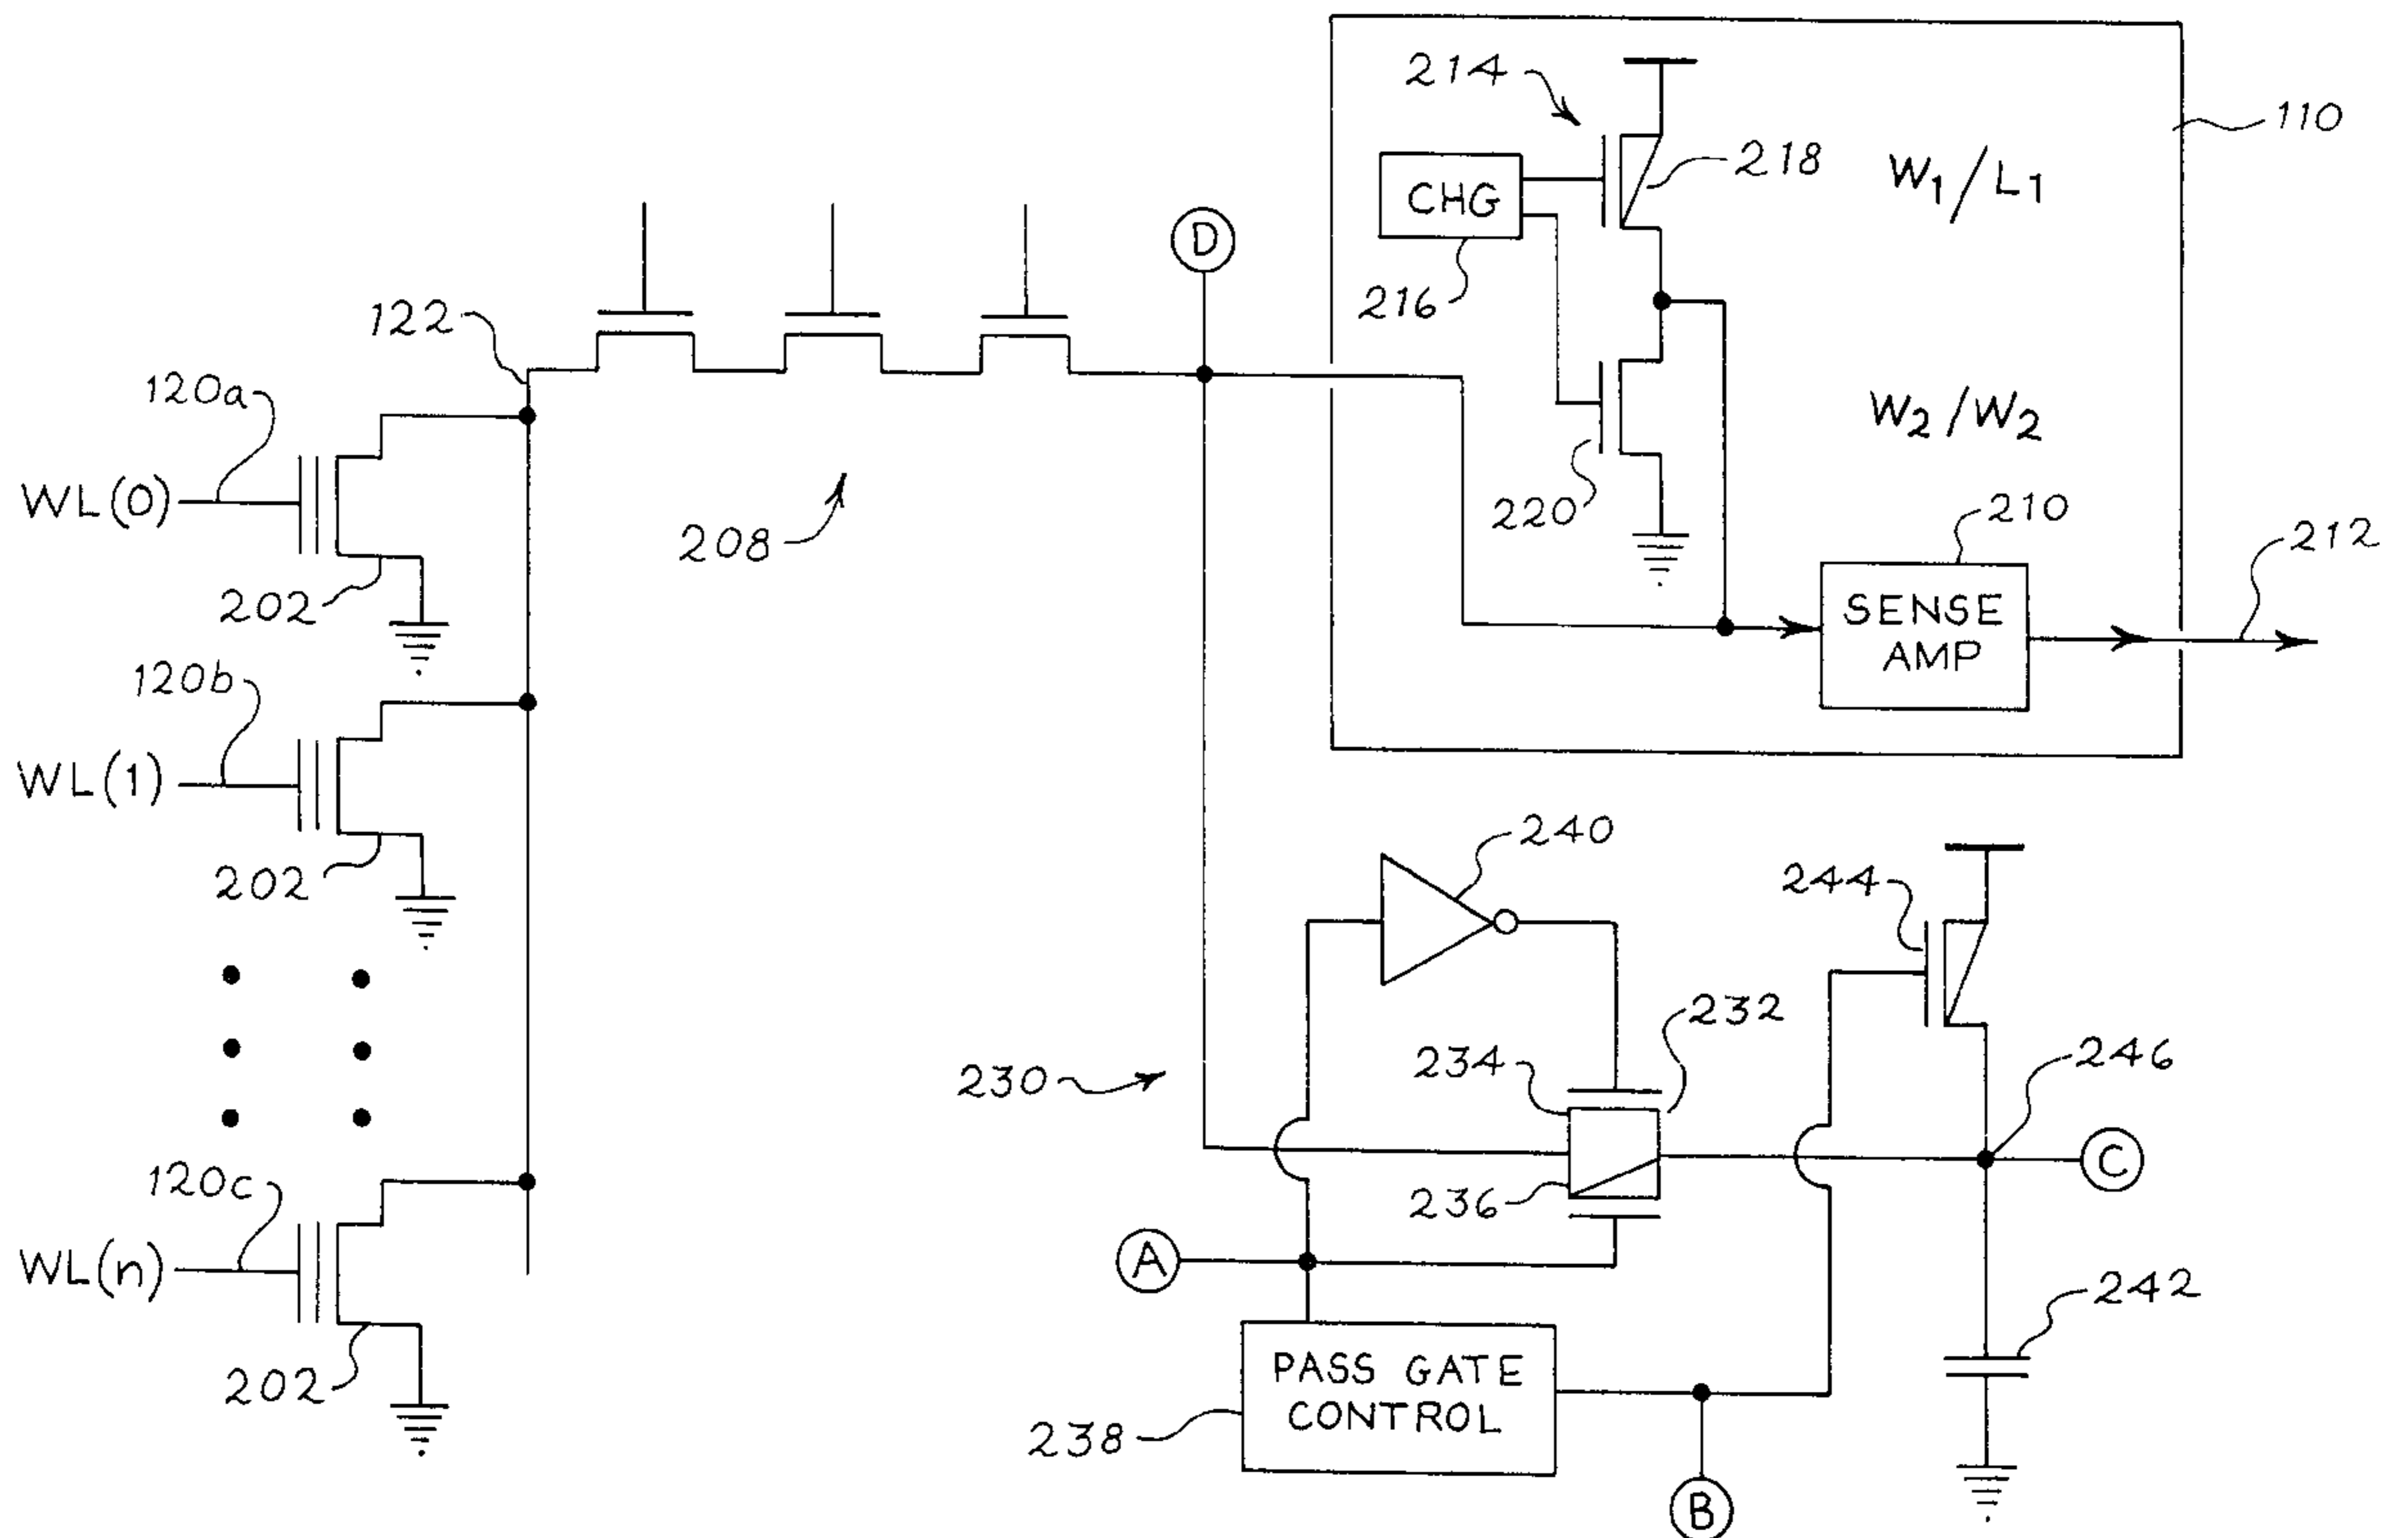 214
110
218
W1/L1
CHG
D
216
122
120a
W2/W2
WL(0)
208
220
210
212
202
SENSE
AMP
120b
WL(1)
240
202
244
232
234
246
230
C
120c
236
A
WL(n)
242
PASS GATE
CONTROL
202
238
B